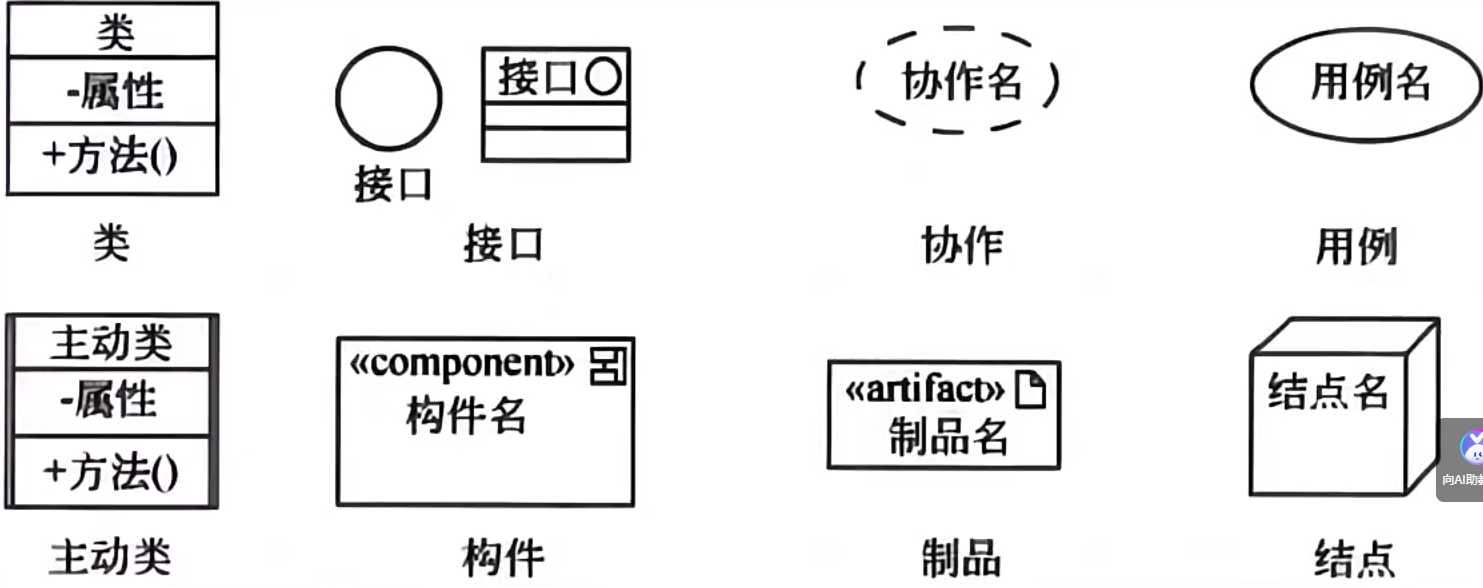 类
-属性
+方法()
类
接口
接口
接口
协作名
协作
用例名
用例
主动类
-属性
+方法()
主动类
«component»
构件名
构件
«artifact»
制品名
制品
结点名
结点
向AI助